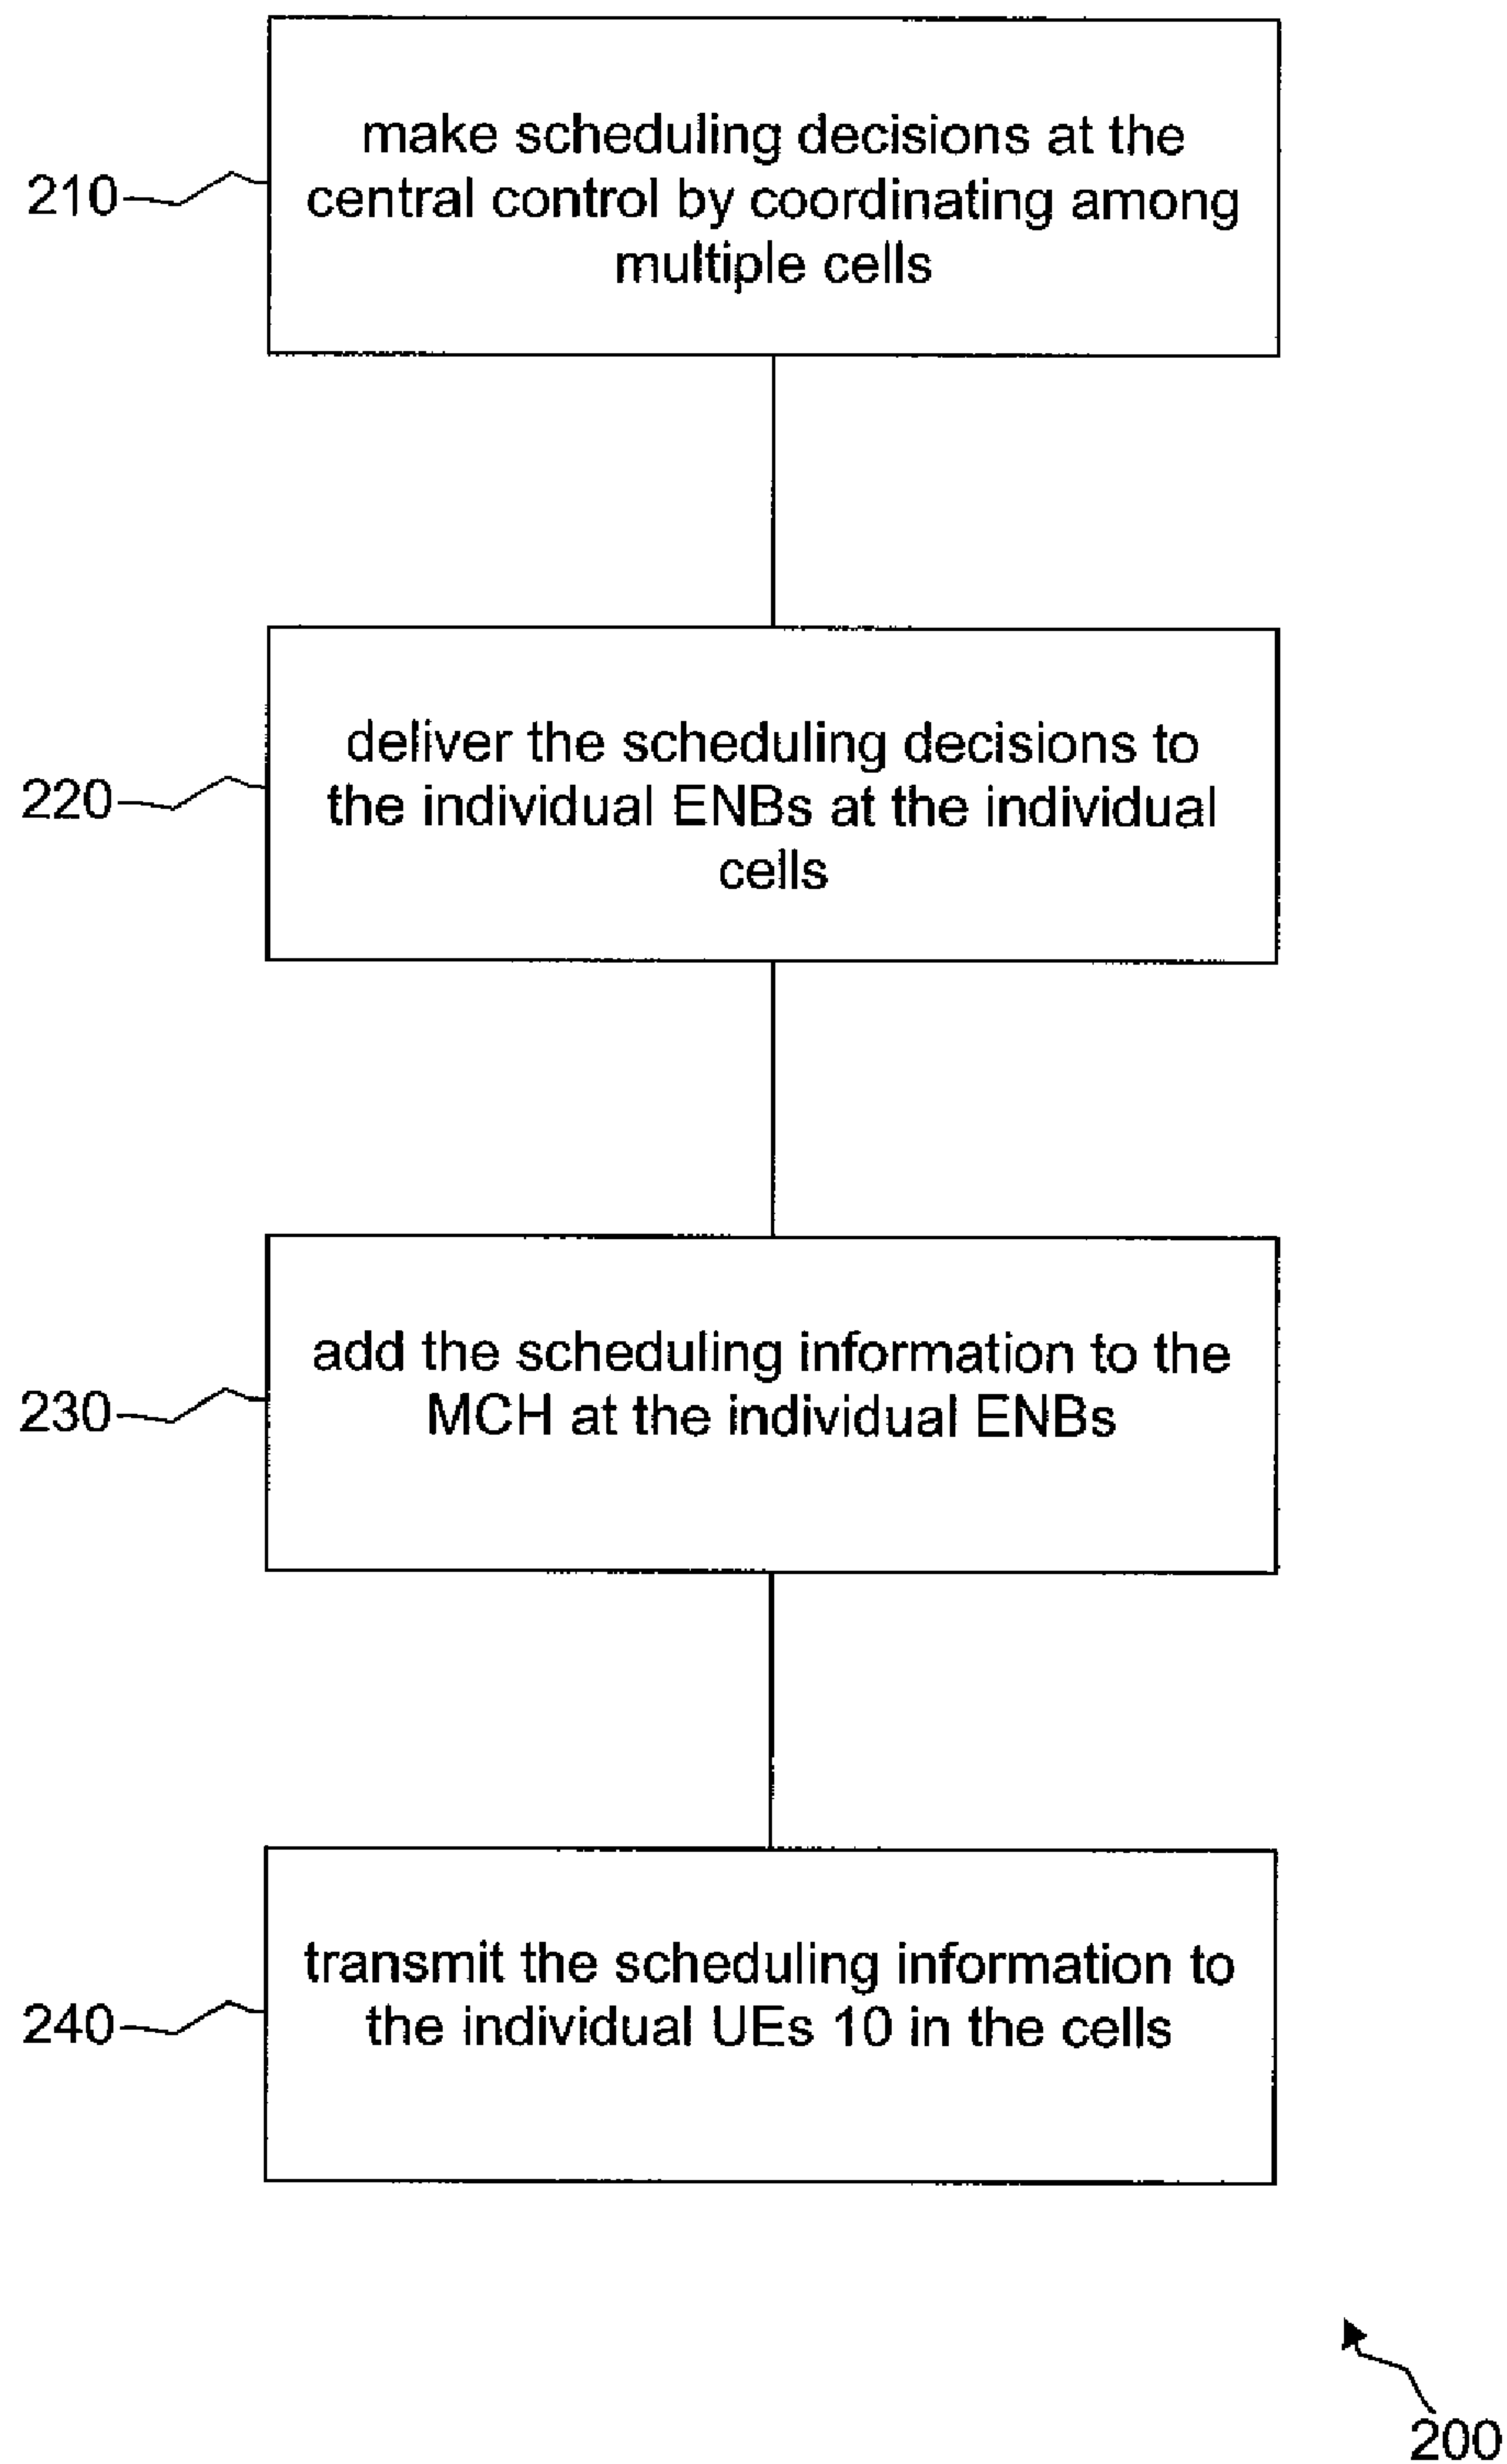 make scheduling decisions at the
central control by coordinating among
multiple cells
210
deliver the scheduling decisions to
the individual ENBs at the individual
cells
220
add the scheduling information to the
MCH at the individual ENBs
230
transmit the scheduling information to
the individual UEs 10 in the cells
240
200